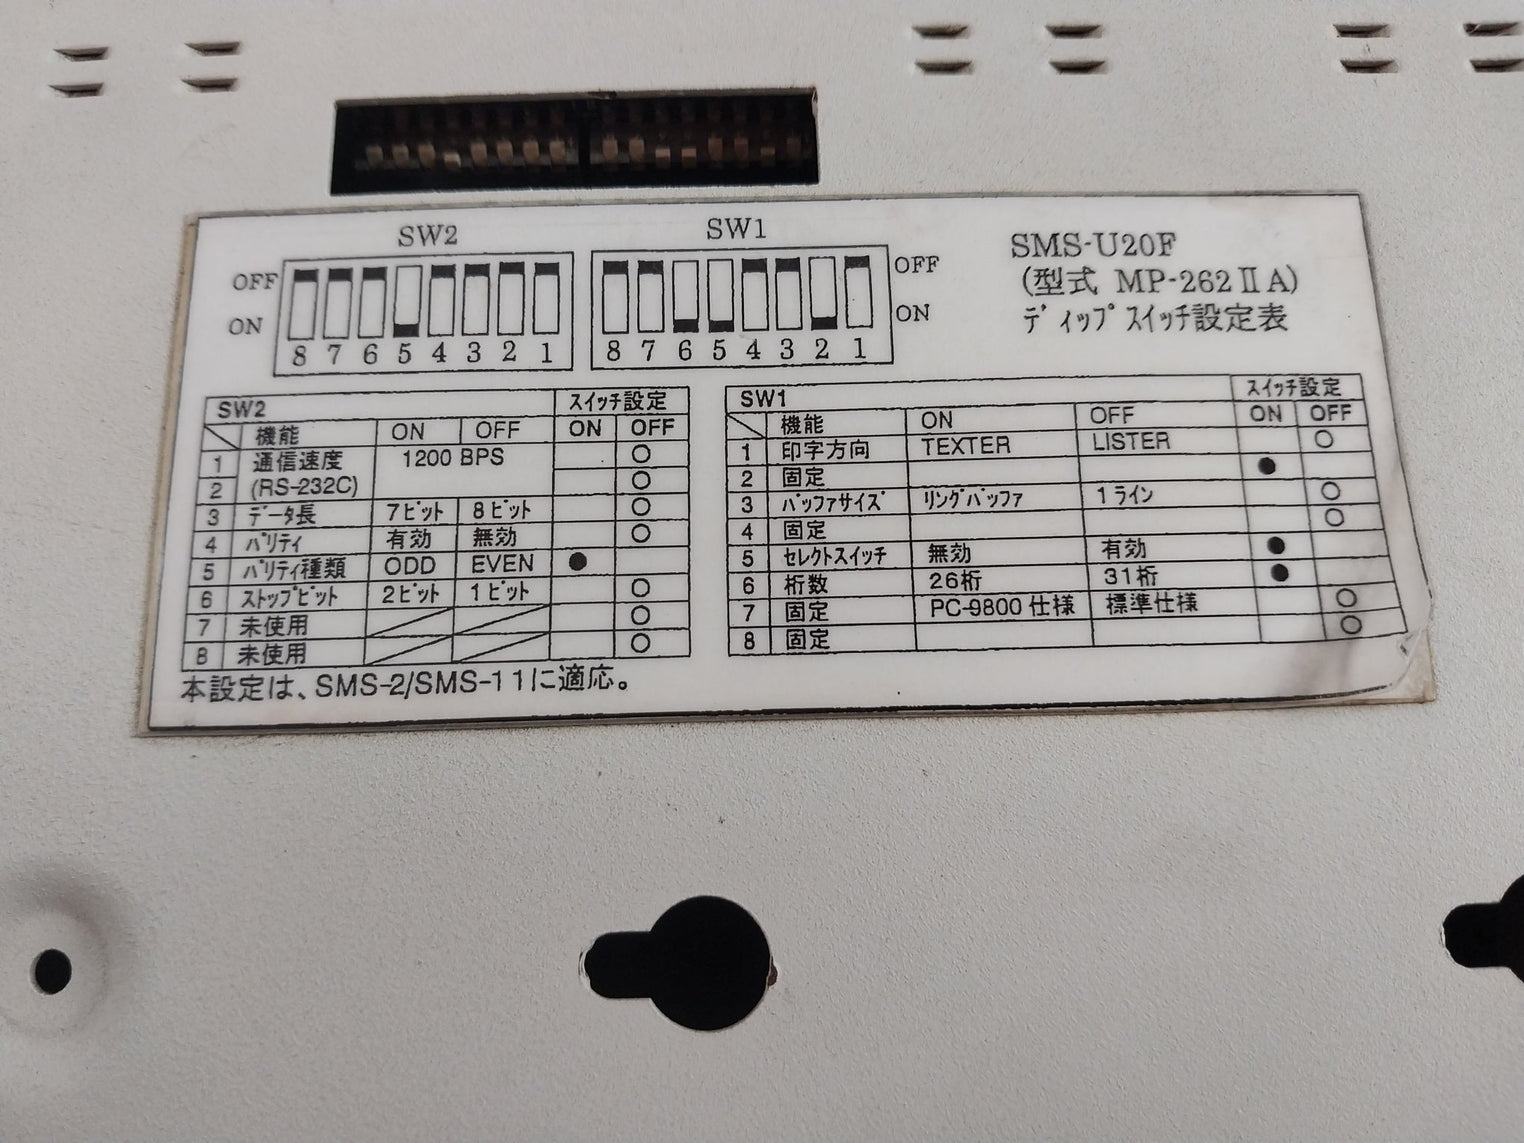 SW2 SW1
OFF OFF
ON ON
8 7 6 5 4 3 2 1 8 7 6 5 4 3 2 1
SMS-U20F
(型式 MP-262ⅡA)
ディップスイッチ設定表
SW2 スイッチ設定
機能 ON OFF ON OFF
1 通信速度 1200 BPS ○
2 (RS-232C) ○
3 データ長 7ビット 8ビット ○
4 パリティ 有効 無効 ○
5 パリティ種類 ODD EVEN ●
6 ストップビット 2ビット 1ビット ○
7 未使用 ○
8 未使用 ○
本設定は、SMS-2/SMS-11に適応。
SW1 スイッチ設定
機能 ON OFF ON OFF
1 印字方向 TEXTER LISTER ○
2 固定 ●
3 バッファサイズ リングバッファ 1ライン ○
4 固定 ○
5 セレクトスイッチ 無効 有効 ●
6 桁数 26桁 31桁 ●
7 固定 PC-9800仕様 標準仕様 ○
8 固定 ○